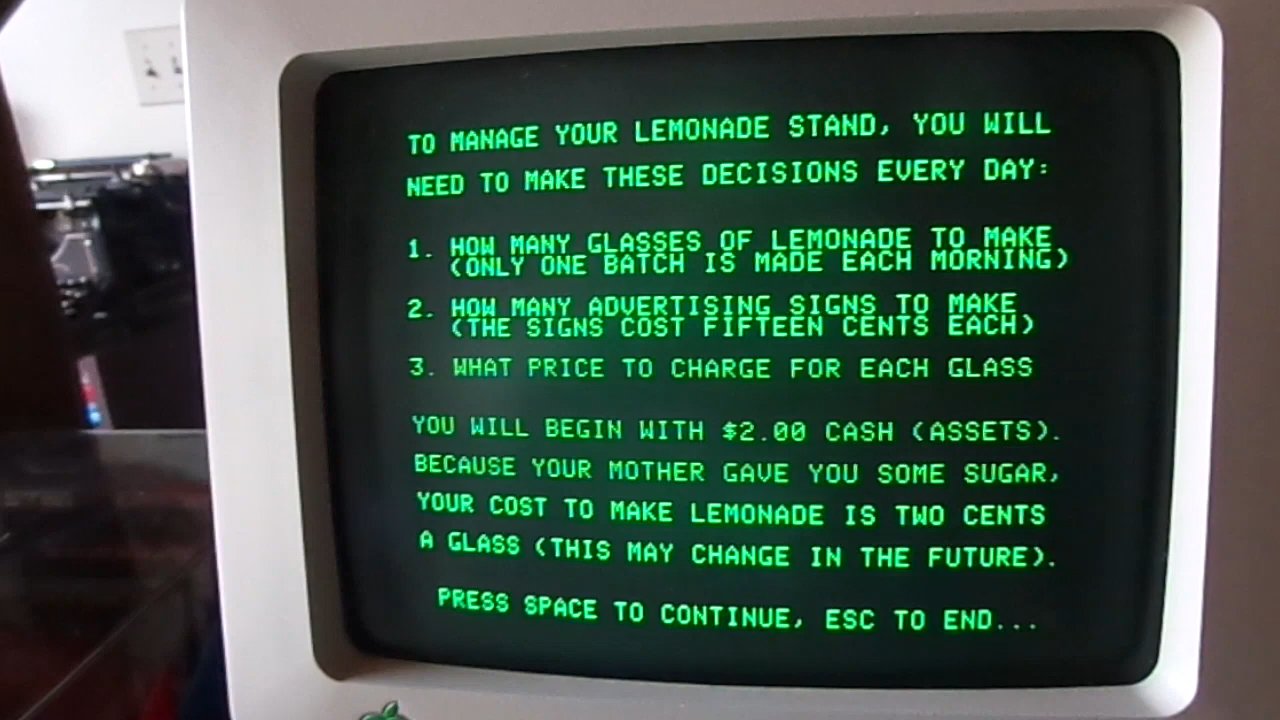 TO MANAGE YOUR LEMONADE STAND, YOU WILL
NEED TO MAKE THESE DECISIONS EVERY DAY:
1. HOW MANY GLASSES OF LEMONADE TO MAKE
(ONLY ONE BATCH IS MADE EACH MORNING)
2. HOW MANY ADVERTISING SIGNS TO MAKE
(THE SIGNS COST FIFTEEN CENTS EACH)
3. WHAT PRICE TO CHARGE FOR EACH GLASS
YOU WILL BEGIN WITH $2.00 CASH (ASSETS).
BECAUSE YOUR MOTHER GAVE YOU SOME SUGAR,
YOUR COST TO MAKE LEMONADE IS TWO CENTS
A GLASS (THIS MAY CHANGE IN THE FUTURE).
PRESS SPACE TO CONTINUE, ESC TO END...